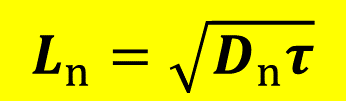 Lₙ = √(Dₙτ)